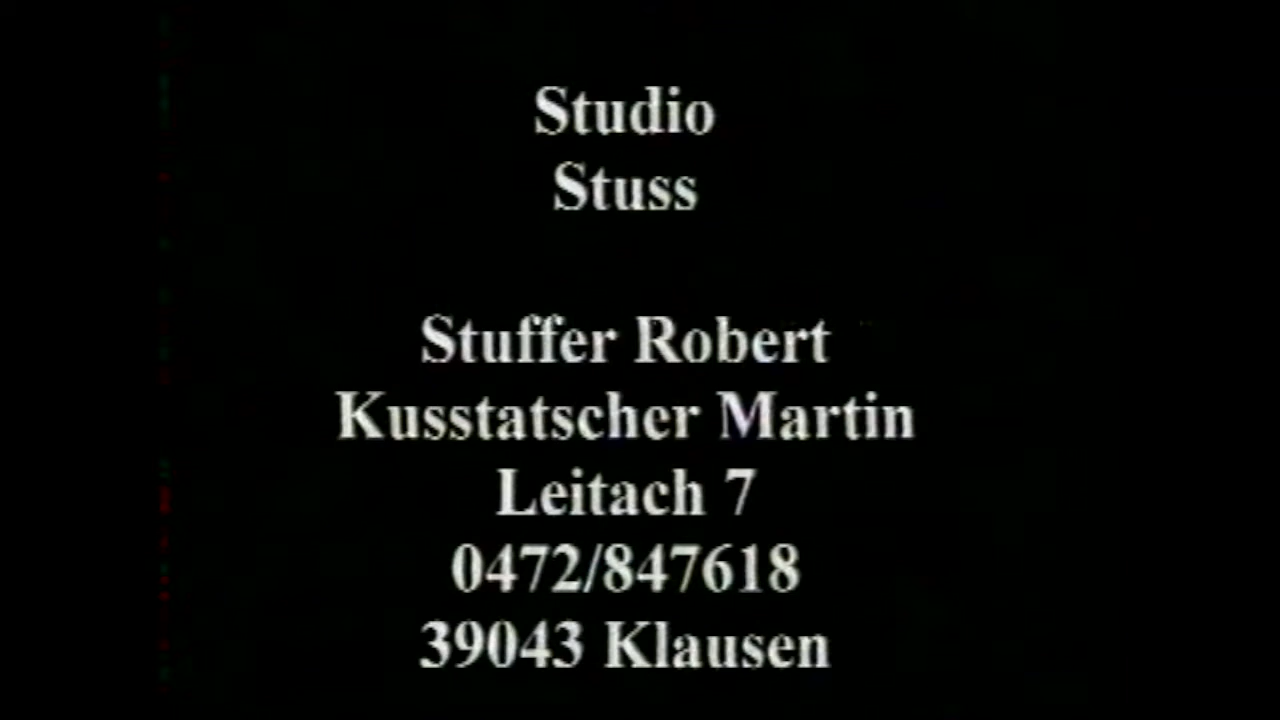 Studio
Stuss
Stuffer Robert
Kusstatscher Martin
Leitach 7
0472/847618
39043 Klausen